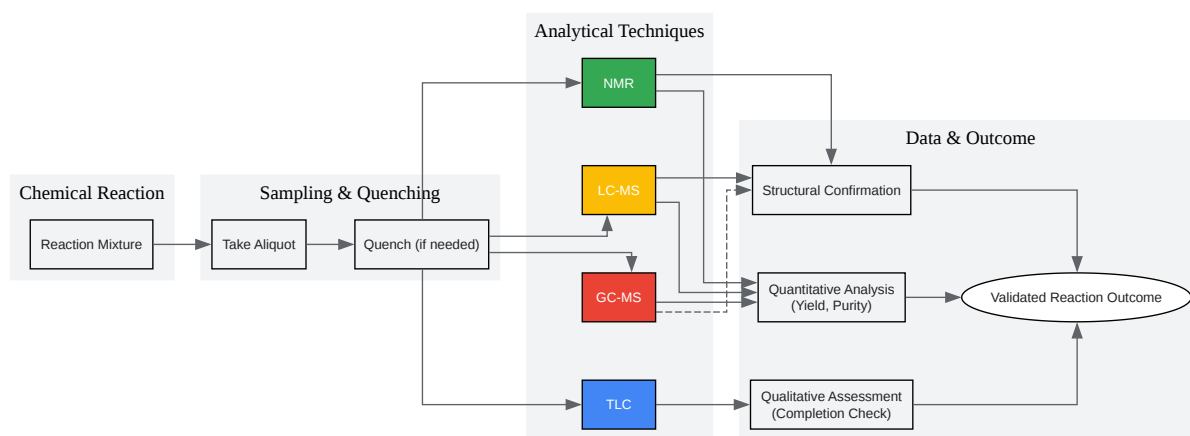 Analytical Techniques
NMR
Data & Outcome
Chemical Reaction
Sampling & Quenching
LC-MS
Structural Confirmation
Reaction Mixture
Take Aliquot
Quench (if needed)
GC-MS
Quantitative Analysis
(Yield, Purity)
Validated Reaction Outcome
TLC
Qualitative Assessment
(Completion Check)